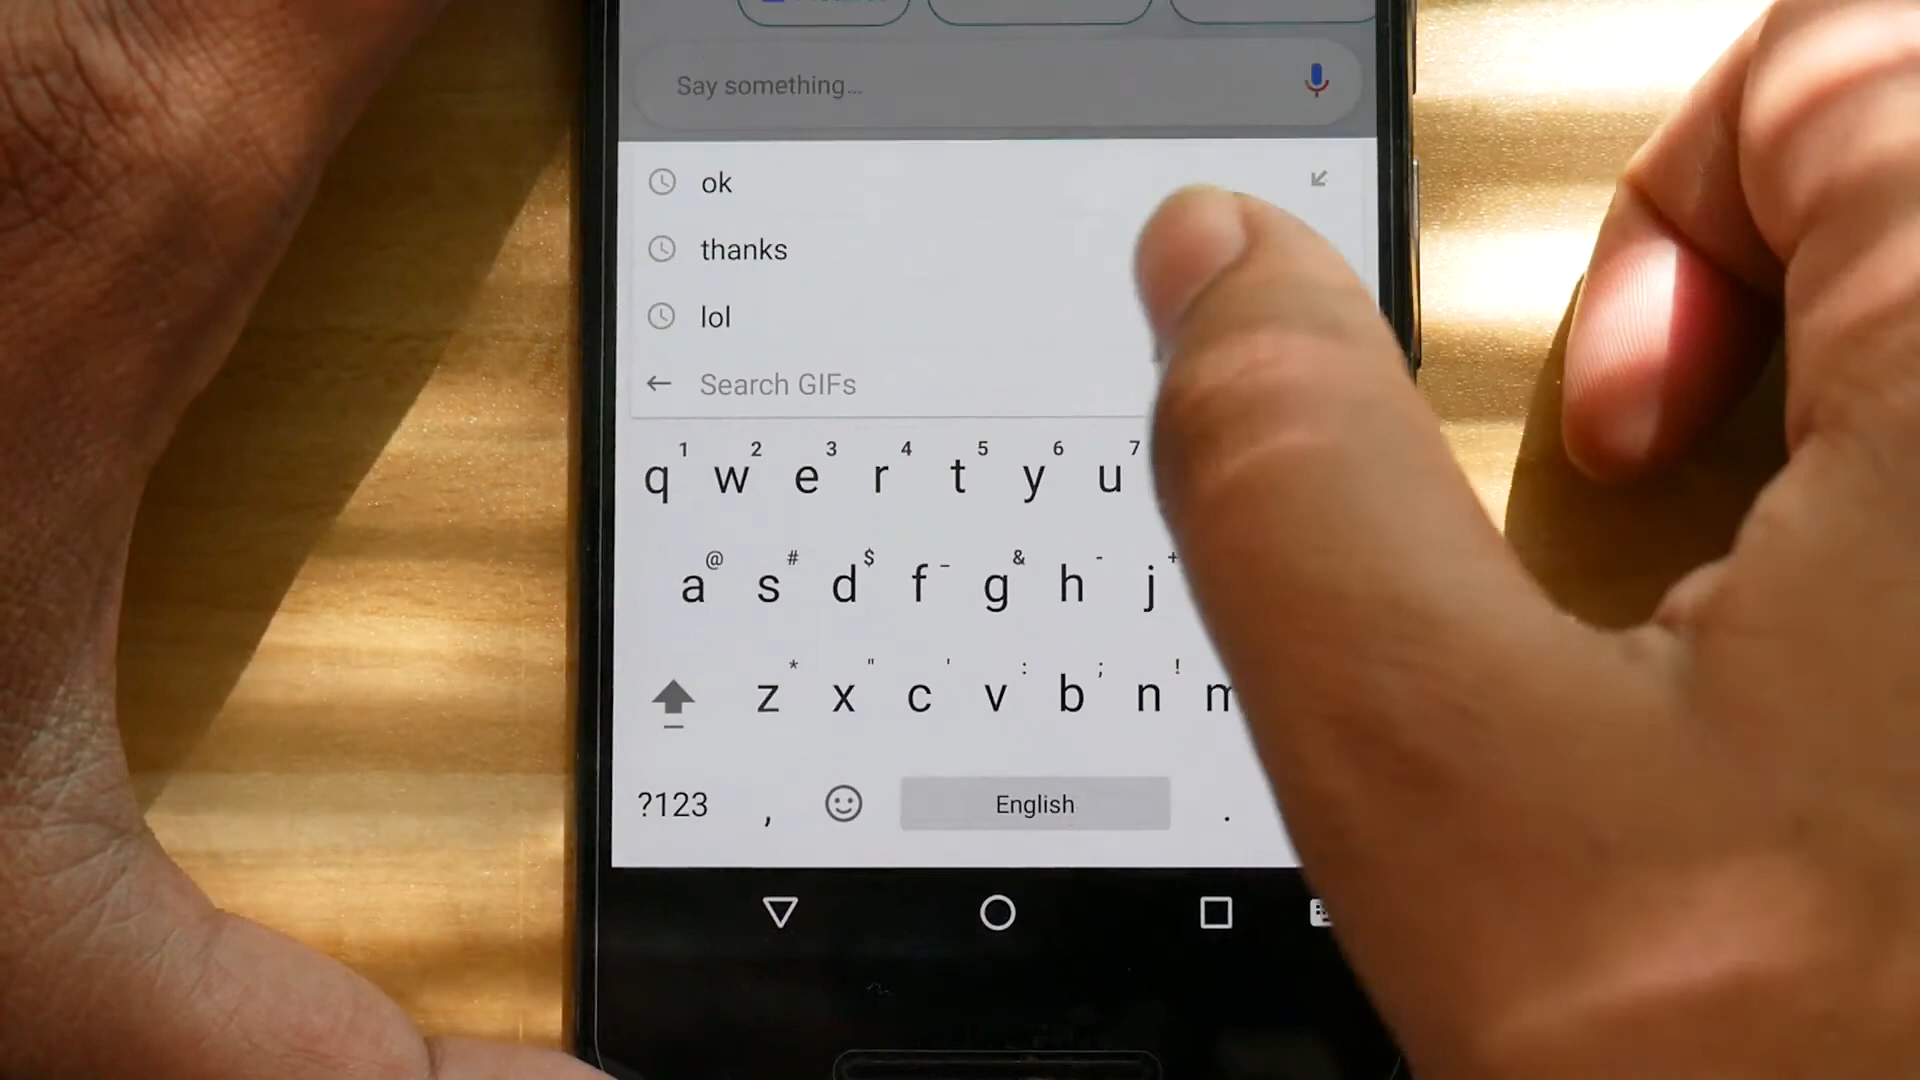 Say something...
ok
thanks
lol
Search GIFs
1 2 3 4 5 6 7
q w e r t y u
@ # $ _ & - +
a s d f g h j
* " ' : ; !
z x c v b n m
?123 , English .